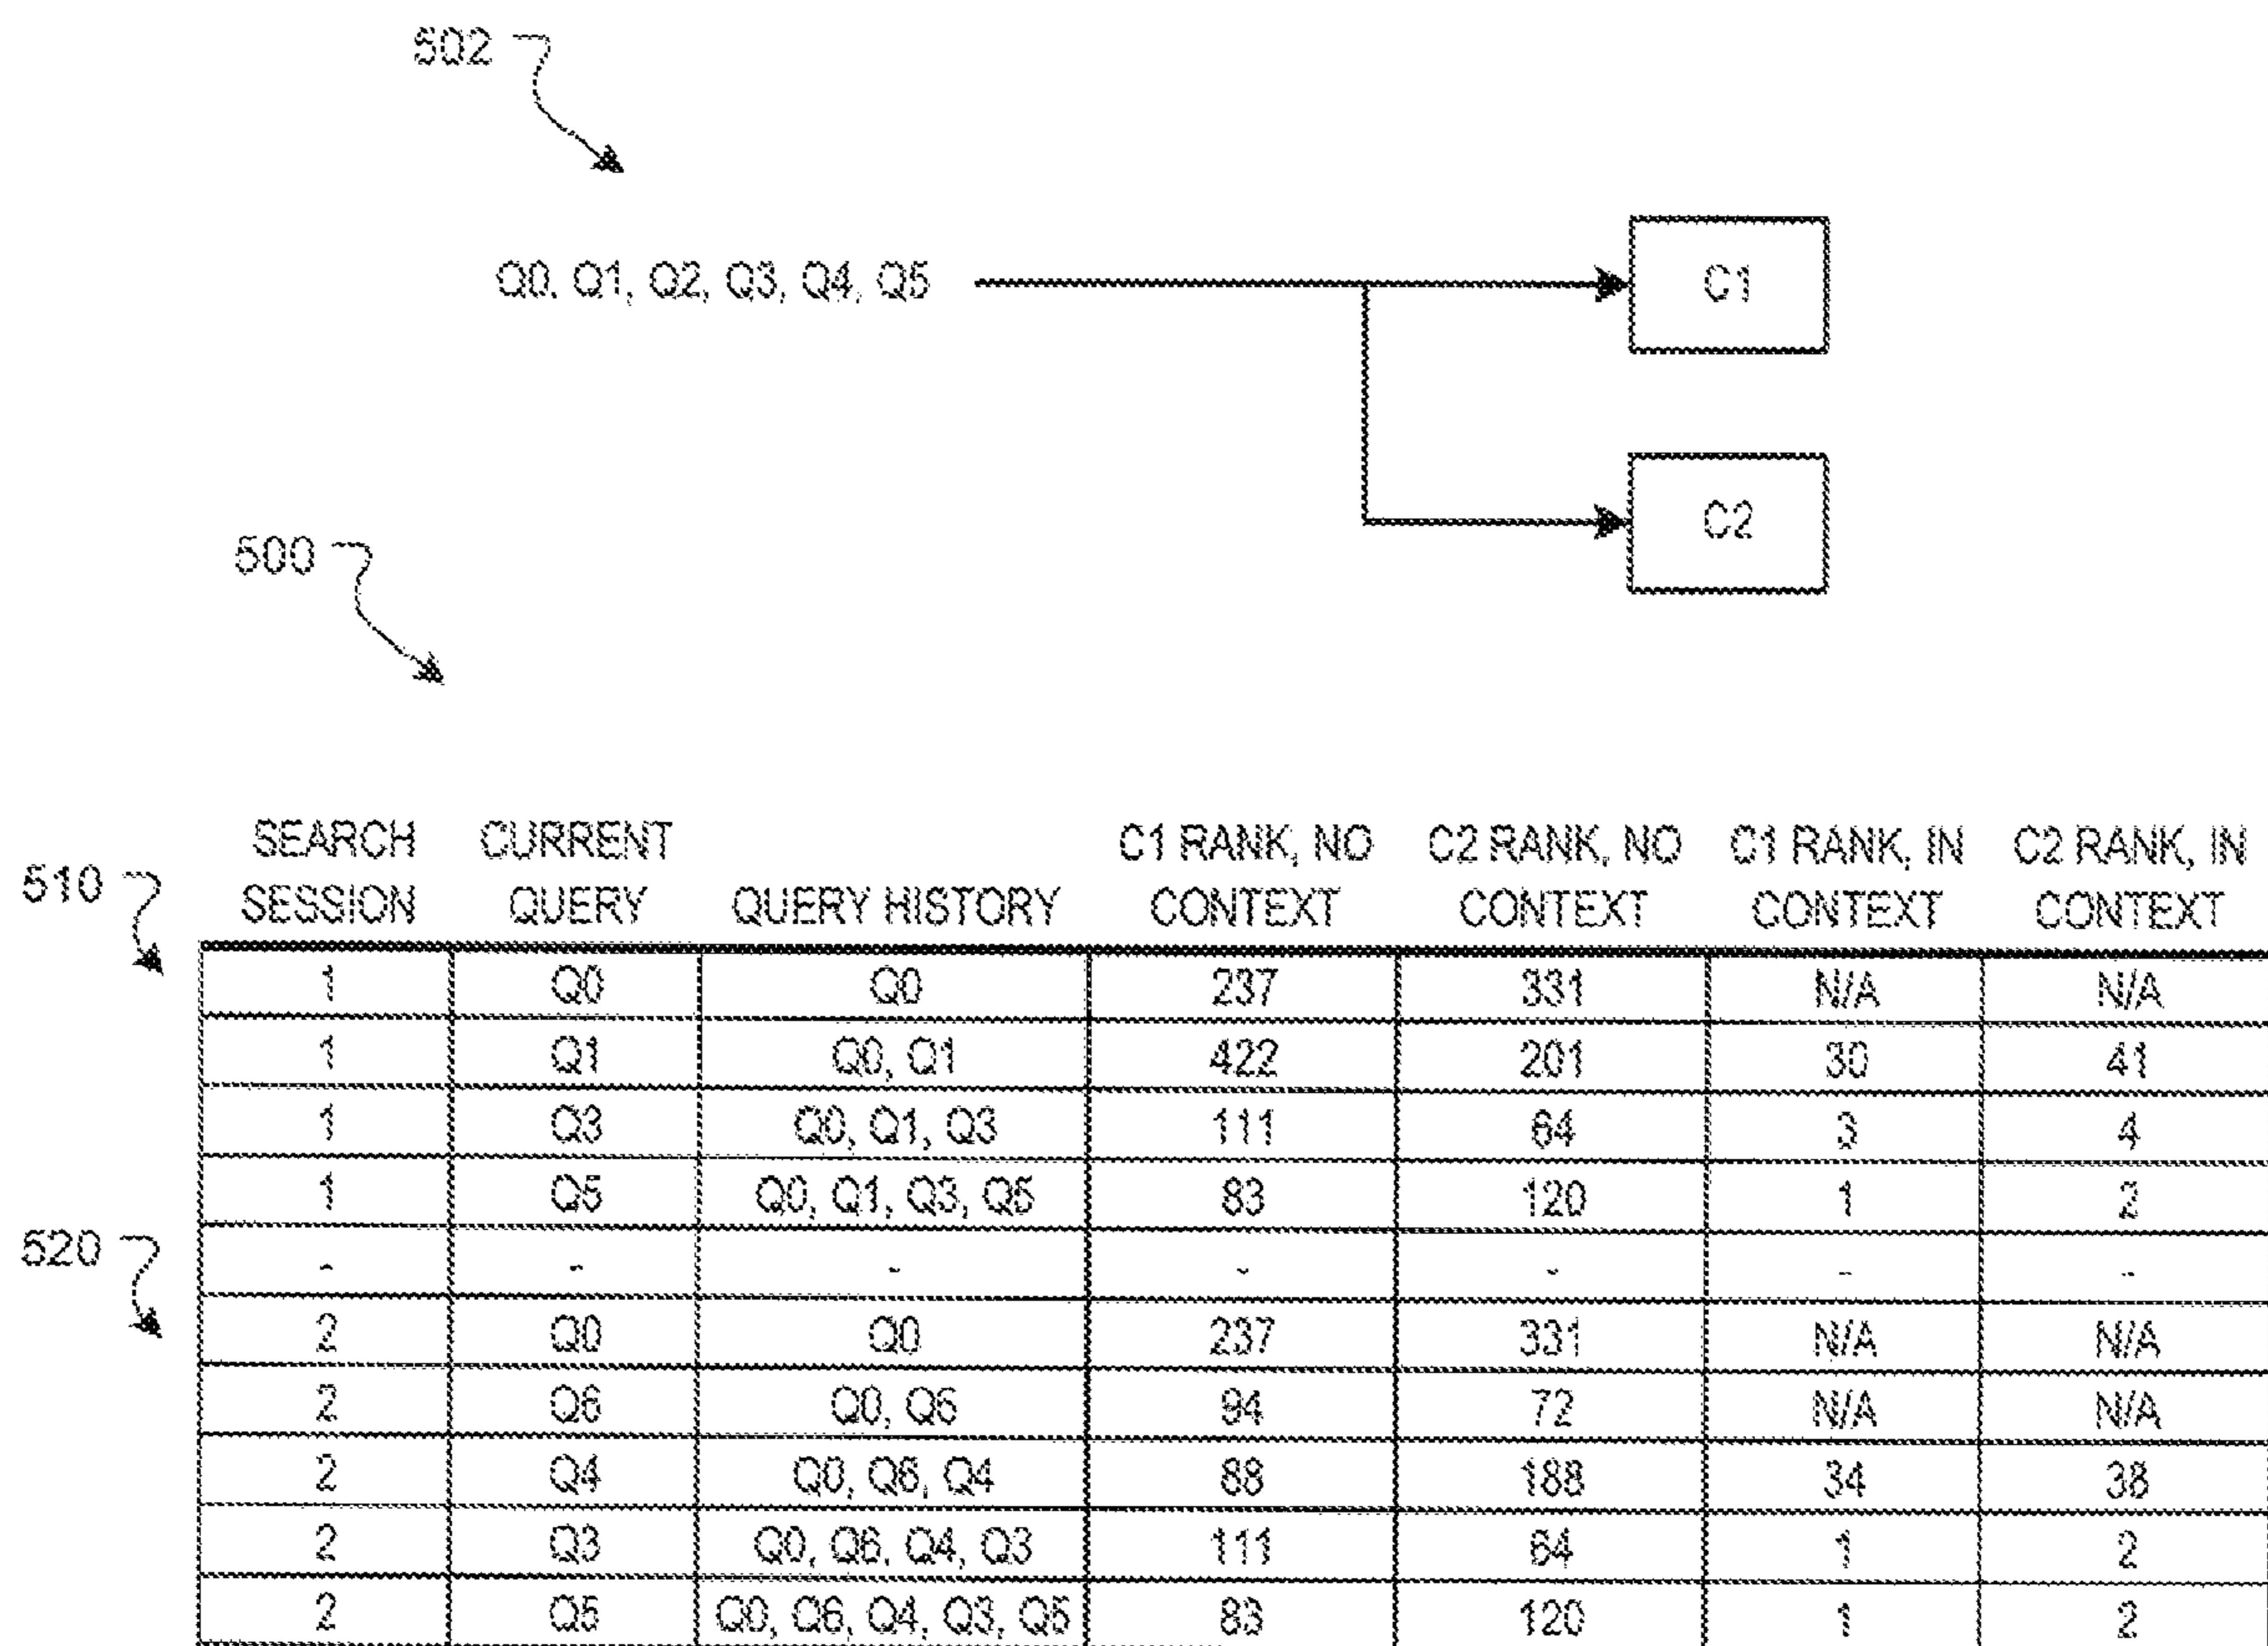 502
Q0, Q1, Q2, Q3, Q4, Q5
C1
C2
500
SEARCH SESSION CURRENT QUERY QUERY HISTORY C1 RANK, NO CONTEXT C2 RANK, NO CONTEXT C1 RANK, IN CONTEXT C2 RANK, IN CONTEXT
510
1 Q0 Q0 237 331 N/A N/A
1 Q1 Q0, Q1 422 201 30 41
1 Q3 Q0, Q1, Q3 111 64 3 4
1 Q5 Q0, Q1, Q3, Q5 83 120 1 2
520
- - - - - - -
2 Q0 Q0 237 331 N/A N/A
2 Q6 Q0, Q6 94 72 N/A N/A
2 Q4 Q0, Q6, Q4 88 188 34 38
2 Q3 Q0, Q6, Q4, Q3 111 64 1 2
2 Q5 Q0, Q6, Q4, Q3, Q5 83 120 1 2